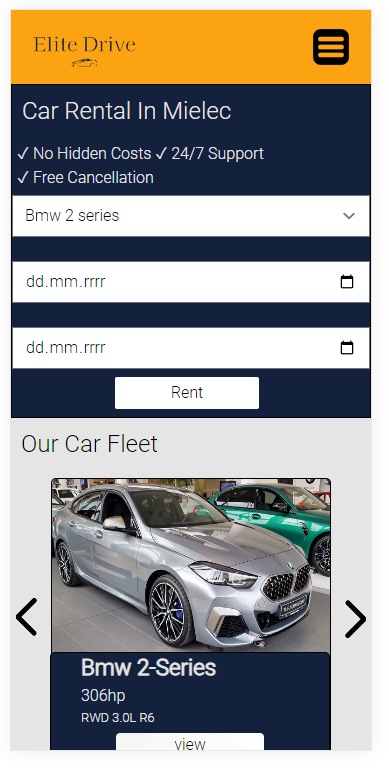 Elite Drive
Car Rental In Mielec
✓ No Hidden Costs ✓ 24/7 Support
✓ Free Cancellation
Bmw 2 series
dd.mm.rrrr
dd.mm.rrrr
Rent
Our Car Fleet
Bmw 2-Series
306hp
RWD 3.0L R6
view